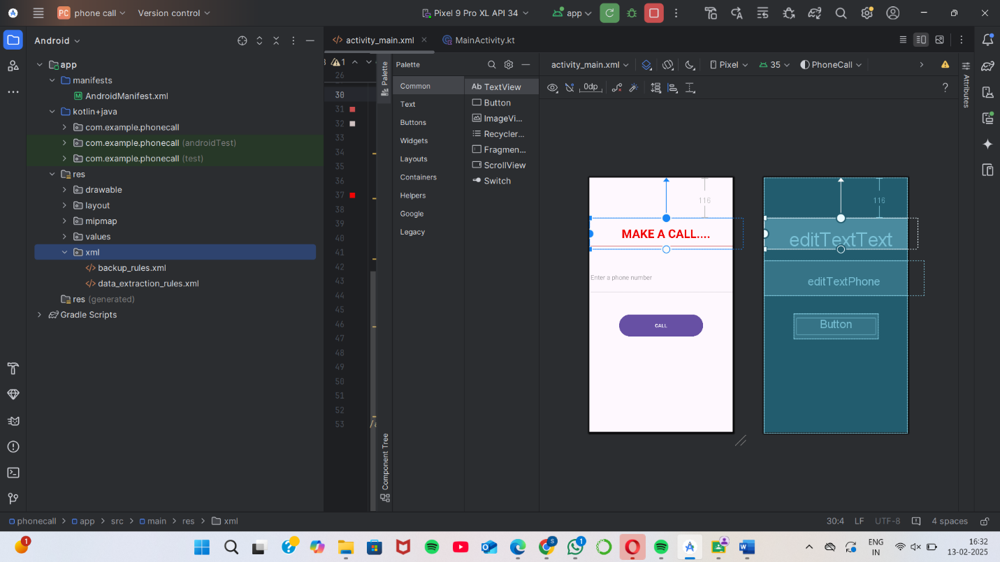 PC phone call Version control Pixel 9 Pro XL API 34 app
Android
activity_main.xml
MainActivity.kt
app
manifests
AndroidManifest.xml
kotlin+java
com.example.phonecall
com.example.phonecall (androidTest)
com.example.phonecall (test)
res
drawable
layout
mipmap
values
xml
backup_rules.xml
data_extraction_rules.xml
res (generated)
Gradle Scripts
1
26
30
31
32
33
34
35
36
37
38
39
40
41
42
43
44
45
46
47
48
49
50
51
52
53
Palette
Component Tree
Palette
Common
Text
Buttons
Widgets
Layouts
Containers
Helpers
Google
Legacy
Ab TextView
Button
ImageVi...
Recycler...
Fragmen...
ScrollView
Switch
activity_main.xml Pixel 35 PhoneCall
0dp
?
Attributes
116
MAKE A CALL....
Enter a phone number
CALL
116
editTextText
editTextPhone
Button
phonecall app src main res xml
30:4 LF UTF-8 4 spaces
1
S
1
ENG
IN
16:32
13-02-2025